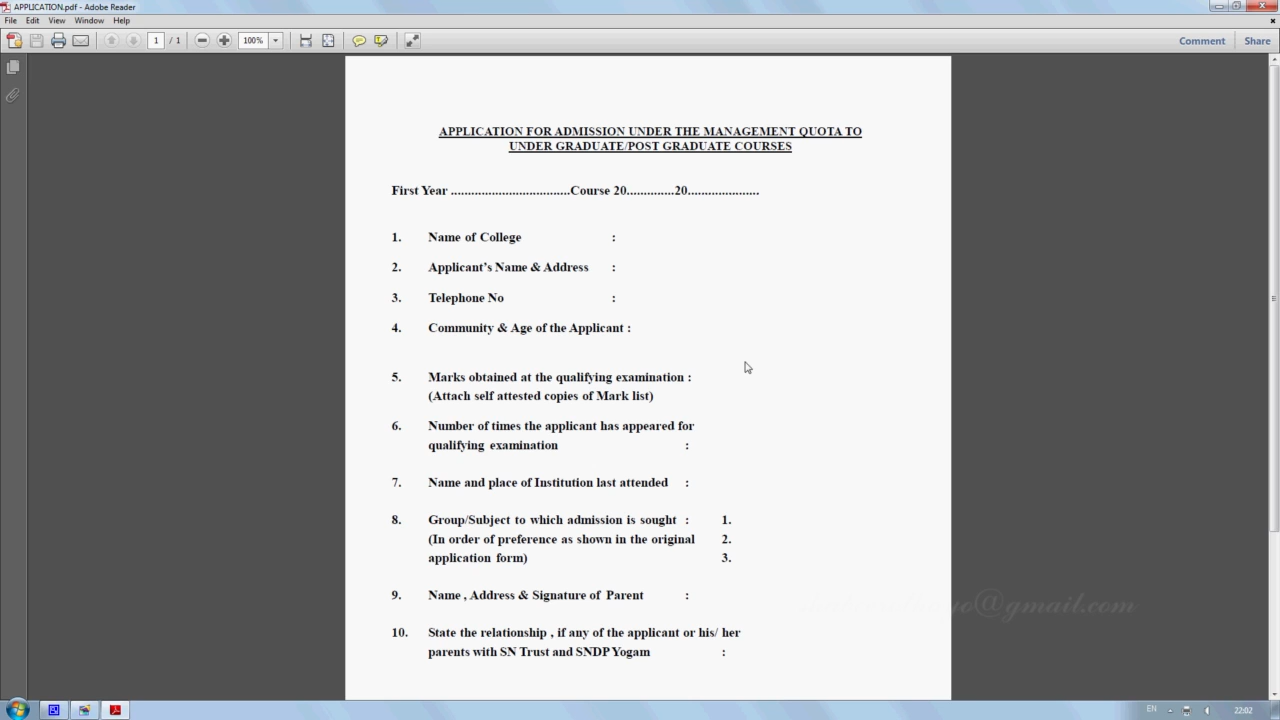 APPLICATION.pdf - Adobe Reader
File Edit View Window Help
1 / 1 100% Comment Share
APPLICATION FOR ADMISSION UNDER THE MANAGEMENT QUOTA TO
UNDER GRADUATE/POST GRADUATE COURSES
First Year ...................................Course 20..............20.....................
1. Name of College :
2. Applicant's Name & Address :
3. Telephone No :
4. Community & Age of the Applicant :
5. Marks obtained at the qualifying examination :
(Attach self attested copies of Mark list)
6. Number of times the applicant has appeared for
qualifying examination :
7. Name and place of Institution last attended :
8. Group/Subject to which admission is sought : 1.
(In order of preference as shown in the original 2.
application form) 3.
9. Name , Address & Signature of Parent :
@gmail.com
10. State the relationship , if any of the applicant or his/ her
parents with SN Trust and SNDP Yogam :
EN 22:02